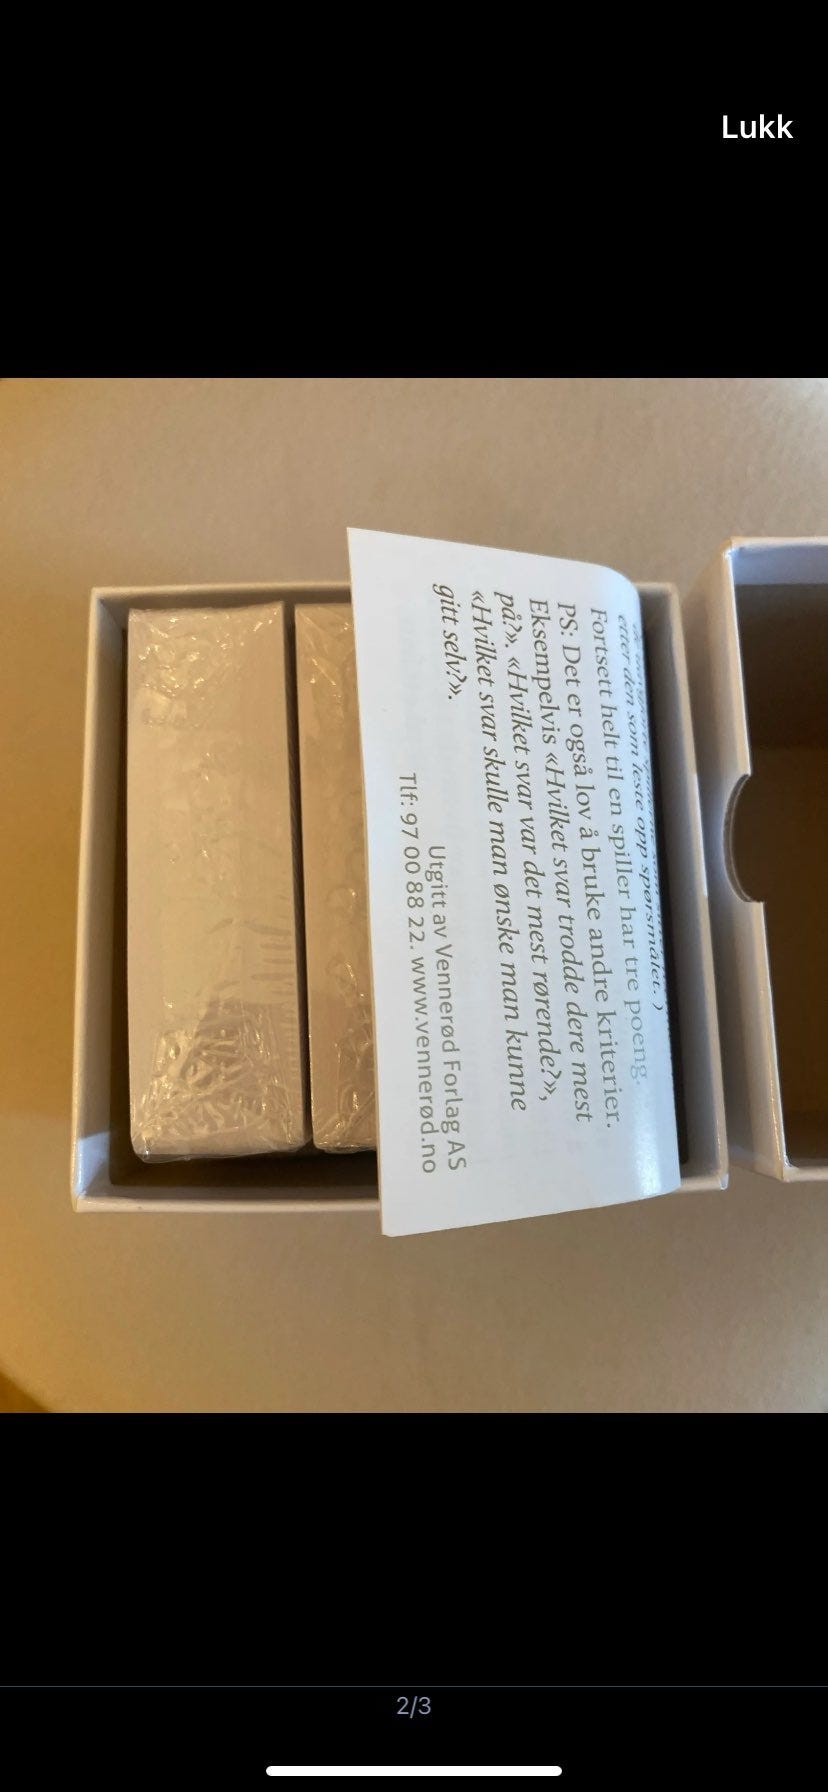 Lukk
etter den som leste opp spørsmålet. )
Fortsett helt til en spiller har tre poeng.
PS: Det er også lov å bruke andre kriterier.
Eksempelvis «Hvilket svar trodde dere mest
på?». «Hvilket svar var det mest rørende?»,
«Hvilket svar skulle man ønske man kunne
gitt selv?».
Utgitt av Vennerød Forlag AS
Tlf: 97 00 88 22. www.vennerød.no
2/3